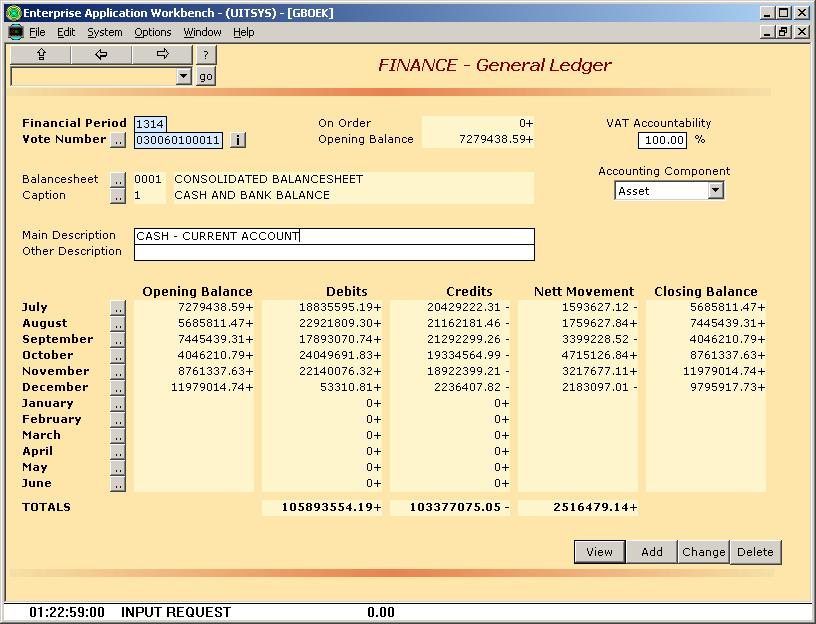 Enterprise Application Workbench - (UITSYS) - [GBOEK]
File Edit System Options Window Help
?
go
FINANCE - General Ledger
Financial Period 1314 On Order 0+ VAT Accountability
Vote Number .. 030060100011 i Opening Balance 7279438.59+ 100.00 %
Balancesheet .. 0001 CONSOLIDATED BALANCESHEET Accounting Component
Caption .. 1 CASH AND BANK BALANCE Asset
Main Description CASH - CURRENT ACCOUNT
Other Description
Opening Balance Debits Credits Nett Movement Closing Balance
July .. 7279438.59+ 18835595.19+ 20429222.31 - 1593627.12 - 5685811.47+
August .. 5685811.47+ 22921809.30+ 21162181.46 - 1759627.84+ 7445439.31+
September .. 7445439.31+ 17893070.74+ 21292299.26 - 3399228.52 - 4046210.79+
October .. 4046210.79+ 24049691.83+ 19334564.99 - 4715126.84+ 8761337.63+
November .. 8761337.63+ 22140076.32+ 18922399.21 - 3217677.11+ 11979014.74+
December .. 11979014.74+ 53310.81+ 2236407.82 - 2183097.01 - 9795917.73+
January .. 0+ 0+
February .. 0+ 0+
March .. 0+ 0+
April .. 0+ 0+
May .. 0+ 0+
June .. 0+ 0+
TOTALS 105893554.19+ 103377075.05 - 2516479.14+
View Add Change Delete
01:22:59:00 INPUT REQUEST 0.00